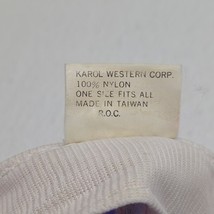 KAROL WESTERN CORP.
100% NYLON
ONE SIZE FITS ALL
MADE IN TAIWAN
R.O.C.